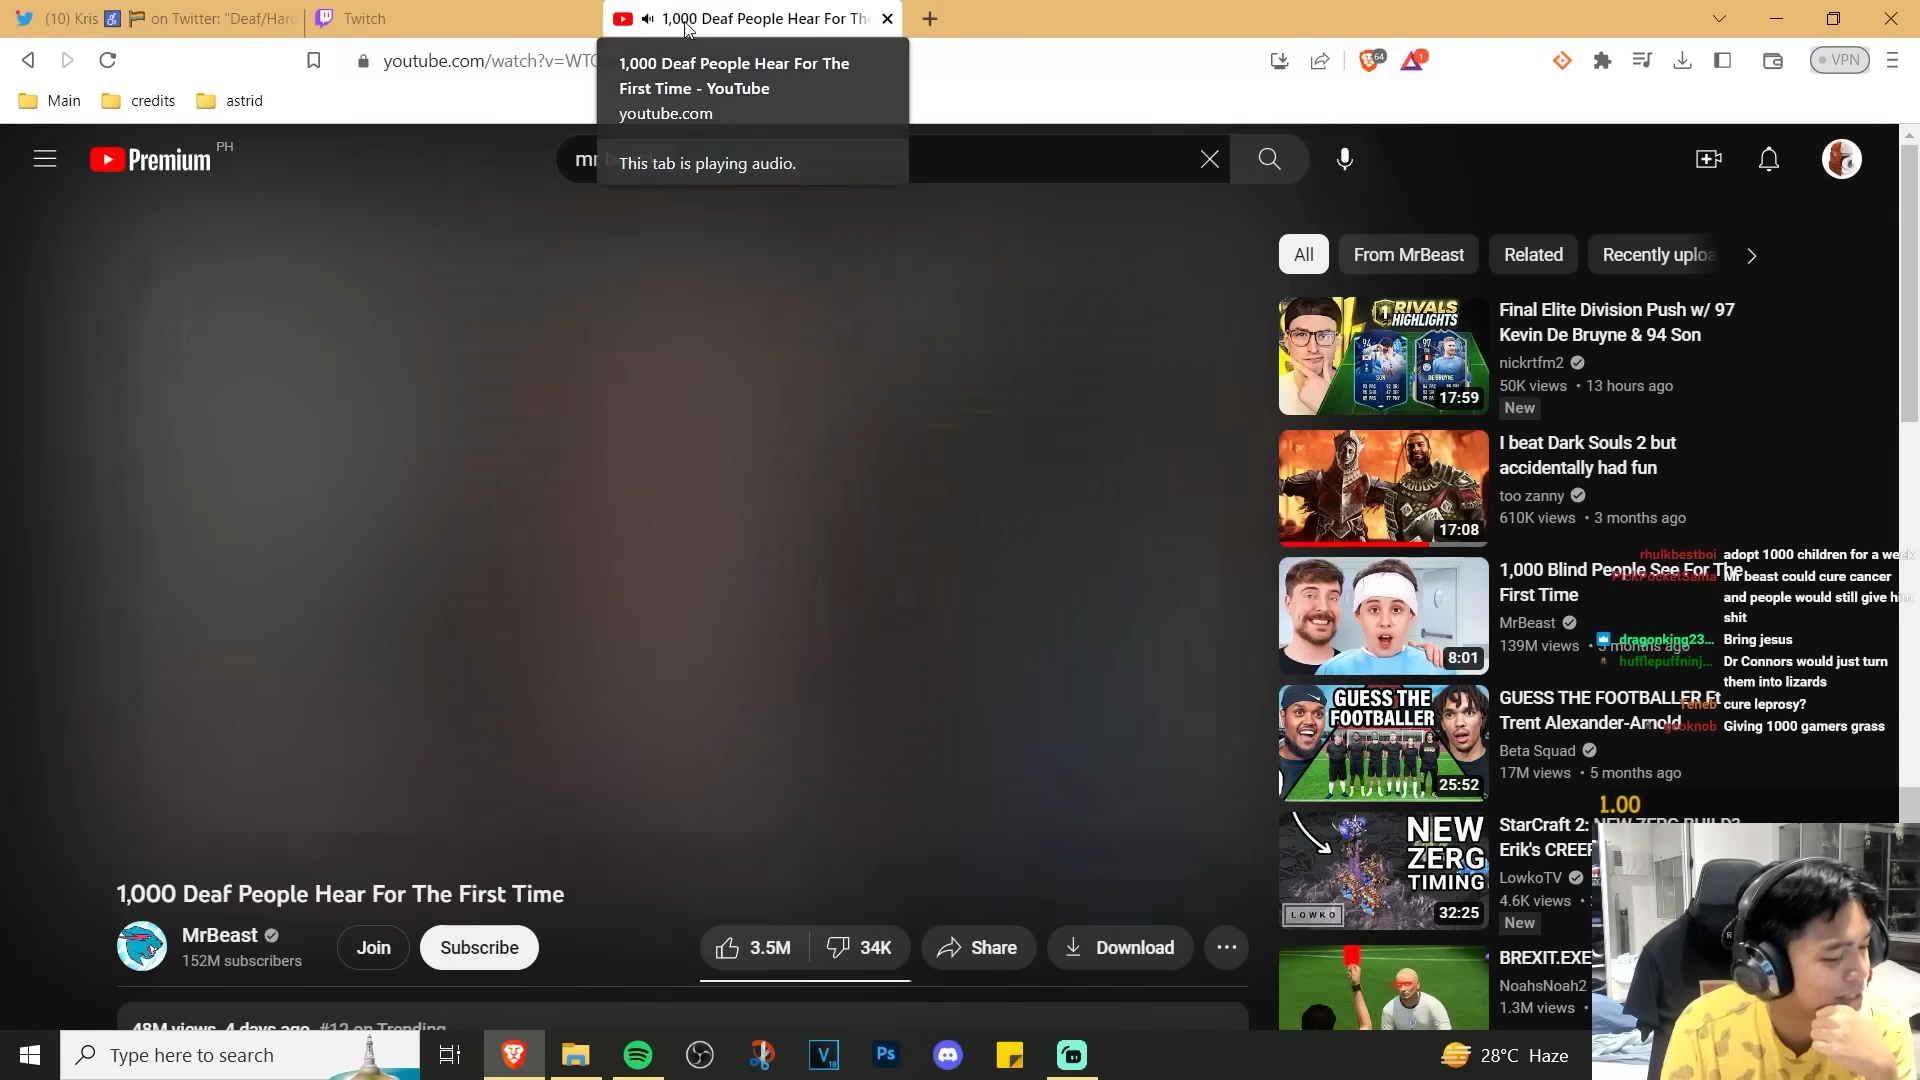 (10) Kris on Twitter: "Deaf/Hard
Twitch
1,000 Deaf People Hear For The
youtube.com/watch?v=WTO
64
1
VPN
Main
credits
astrid
1,000 Deaf People Hear For The
First Time - YouTube
youtube.com
This tab is playing audio.
Premium
PH
mr
All
From MrBeast
Related
Recently uploa
RIVALS
HIGHLIGHTS
17:59
Final Elite Division Push w/ 97
Kevin De Bruyne & 94 Son
nickrtfm2
50K views • 13 hours ago
New
17:08
I beat Dark Souls 2 but
accidentally had fun
too zanny
610K views • 3 months ago
8:01
1,000 Blind People See For The
First Time
MrBeast
139M views • 3 months ago
rhulkbestboi adopt 1000 children for a week
PickPocketSanta Mr beast could cure cancer
and people would still give him
shit
dragonking23... Bring jesus
hufflepuffninj... Dr Connors would just turn
them into lizards
reneb cure leprosy?
geoknob Giving 1000 gamers grass
GUESS THE
FOOTBALLER
25:52
GUESS THE FOOTBALLER Ft
Trent Alexander-Arnold
Beta Squad
17M views • 5 months ago
1.00
NEW
ZERG
TIMING
LOWKO
32:25
StarCraft 2: NEW ZERG BUILD?
Erik's CREEP
LowkoTV
4.6K views •
New
BREXIT.EXE
NoahsNoah2
1.3M views •
1,000 Deaf People Hear For The First Time
MrBeast
152M subscribers
Join
Subscribe
3.5M
34K
Share
Download
48M views 4 days ago #12 on Trending
Type here to search
Ps
28°C Haze